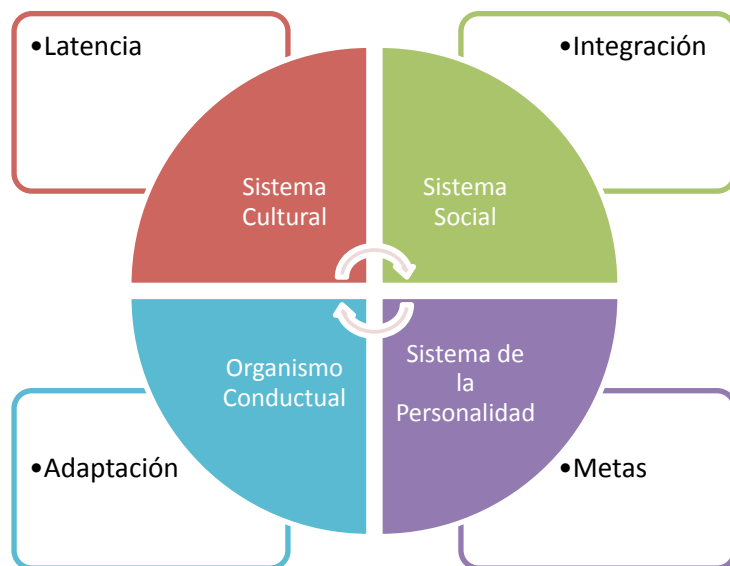 •Latencia
•Integración
Sistema
Cultural
Sistema
Social
Organismo
Conductual
Sistema de
la
Personalidad
•Adaptación
•Metas